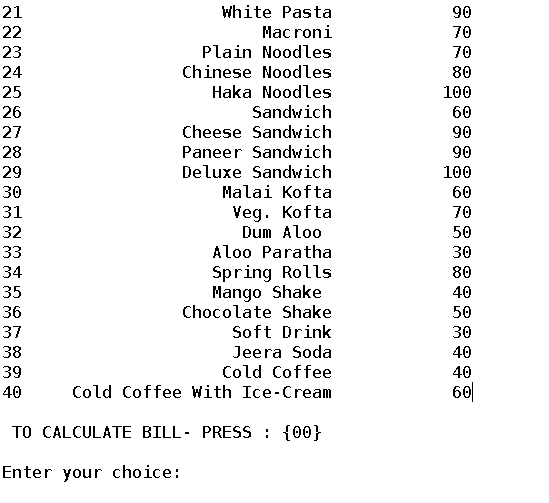 21 White Pasta 90
22 Macroni 70
23 Plain Noodles 70
24 Chinese Noodles 80
25 Haka Noodles 100
26 Sandwich 60
27 Cheese Sandwich 90
28 Paneer Sandwich 90
29 Deluxe Sandwich 100
30 Malai Kofta 60
31 Veg. Kofta 70
32 Dum Aloo 50
33 Aloo Paratha 30
34 Spring Rolls 80
35 Mango Shake 40
36 Chocolate Shake 50
37 Soft Drink 30
38 Jeera Soda 40
39 Cold Coffee 40
40 Cold Coffee With Ice-Cream 60
TO CALCULATE BILL- PRESS : {00}
Enter your choice: